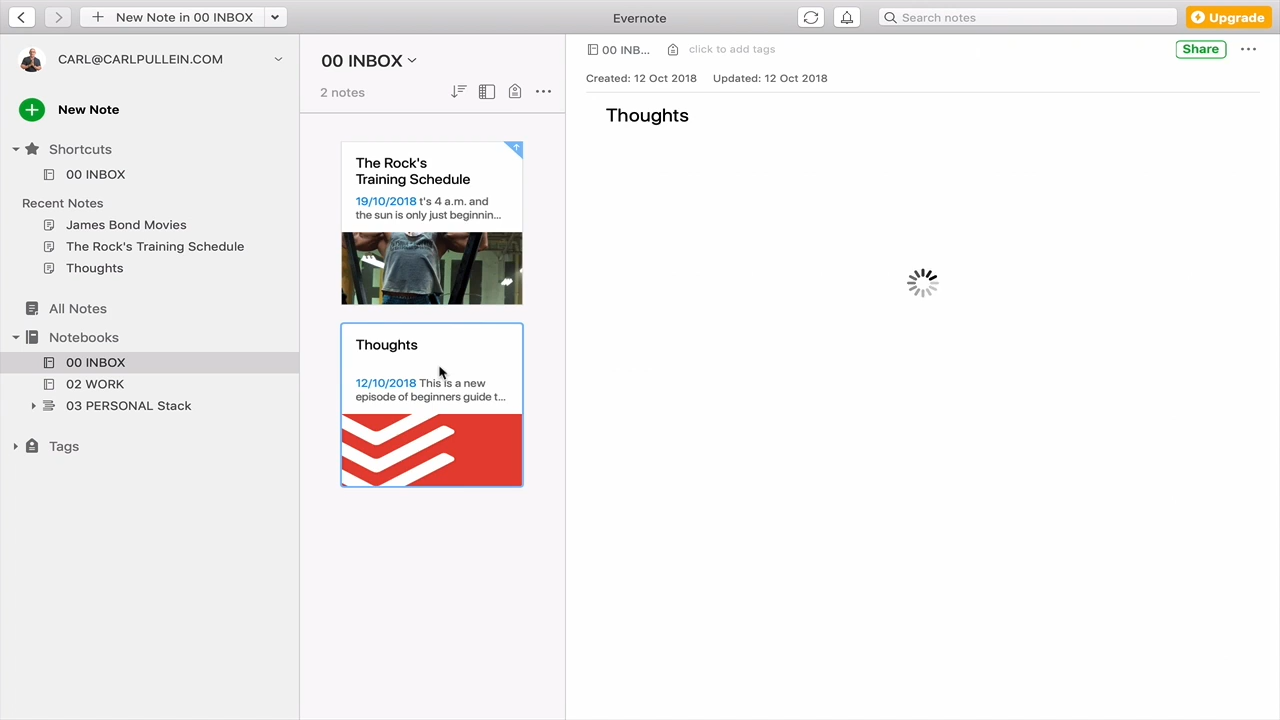 New Note in 00 INBOX
Evernote
Search notes
Upgrade
CARL@CARLPULLEIN.COM
New Note
Shortcuts
00 INBOX
Recent Notes
James Bond Movies
The Rock's Training Schedule
Thoughts
All Notes
Notebooks
00 INBOX
02 WORK
03 PERSONAL Stack
Tags
00 INBOX
2 notes
The Rock's
Training Schedule
19/10/2018 t's 4 a.m. and
the sun is only just beginnin...
Thoughts
12/10/2018 This is a new
episode of beginners guide t...
00 INB...
click to add tags
Share
Created: 12 Oct 2018
Updated: 12 Oct 2018
Thoughts